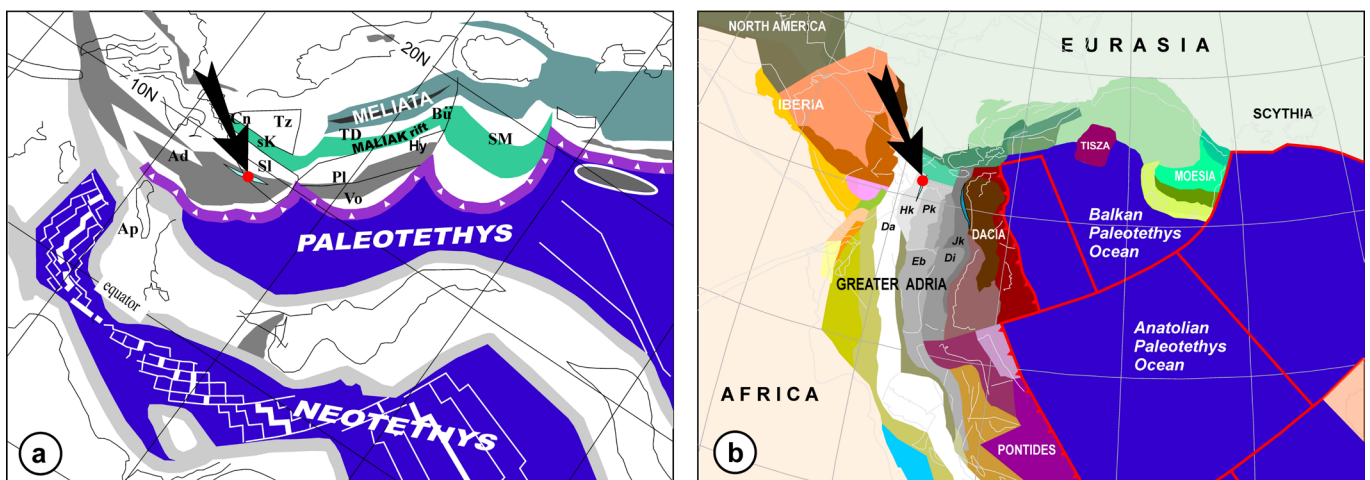 10N
20N
Cn
Tz
sK
MELIATA
Bü
TD
MALIAK rift
SM
Hy
Ad
Sl
Pl
Vo
PALEOTETHYS
Ap
equator
NEOTETHYS
a
NORTH AMERICA
EURASIA
IBERIA
SCYTHIA
TISZA
MOESIA
Hk
Pk
Da
Balkan
Paleotethys
Ocean
DACIA
Jk
Eb
Di
GREATER ADRIA
Anatolian
Paleotethys
Ocean
AFRICA
PONTIDES
b